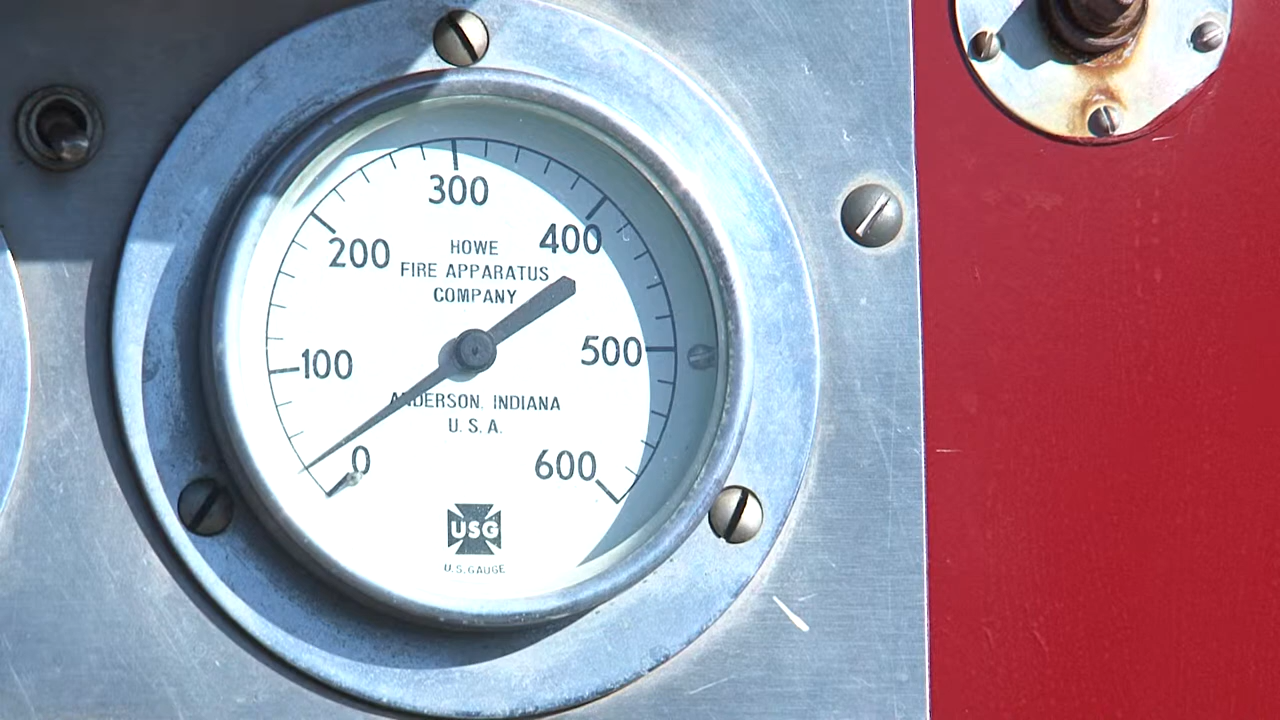 300
200
400
HOWE
FIRE APPARATUS
COMPANY
100
500
ANDERSON, INDIANA
U.S.A.
0
600
USG
U.S.GAUGE